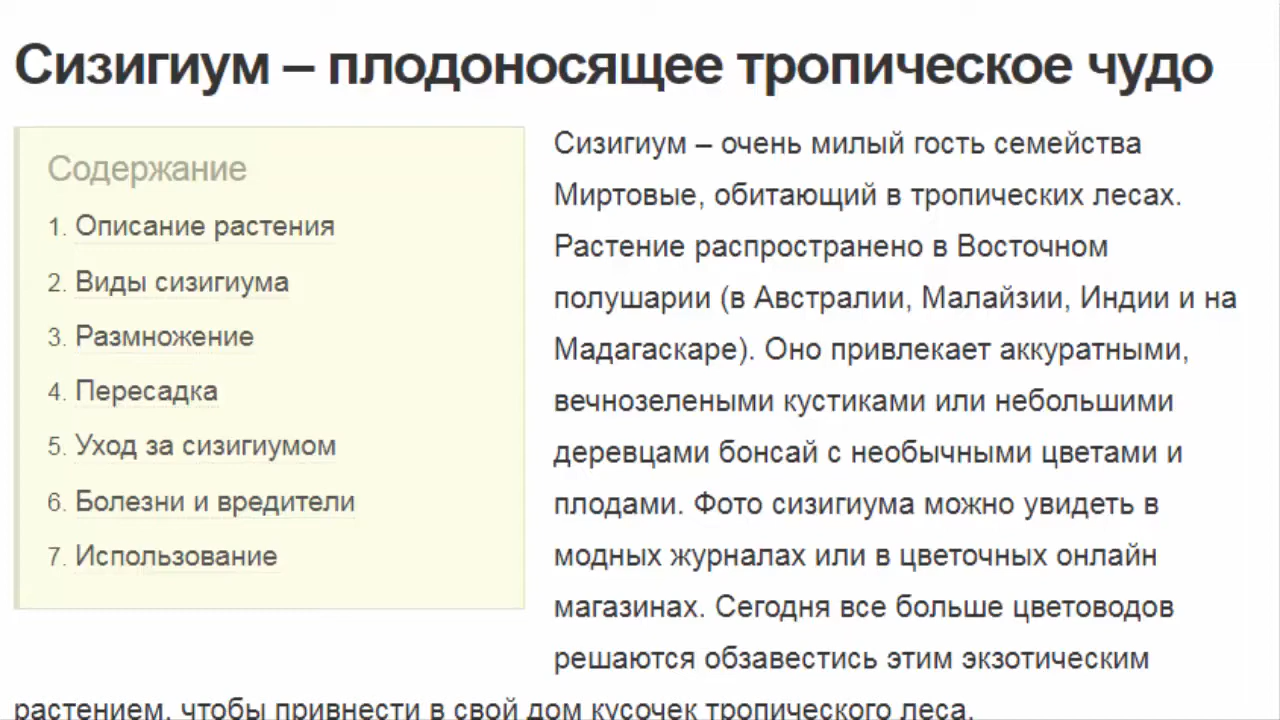 Сизигиум – плодоносящее тропическое чудо
Содержание
1. Описание растения
2. Виды сизигиума
3. Размножение
4. Пересадка
5. Уход за сизигиумом
6. Болезни и вредители
7. Использование
Сизигиум – очень милый гость семейства
Миртовые, обитающий в тропических лесах.
Растение распространено в Восточном
полушарии (в Австралии, Малайзии, Индии и на
Мадагаскаре). Оно привлекает аккуратными,
вечнозелеными кустиками или небольшими
деревцами бонсай с необычными цветами и
плодами. Фото сизигиума можно увидеть в
модных журналах или в цветочных онлайн
магазинах. Сегодня все больше цветоводов
решаются обзавестись этим экзотическим
растением, чтобы привнести в свой дом кусочек тропического леса.